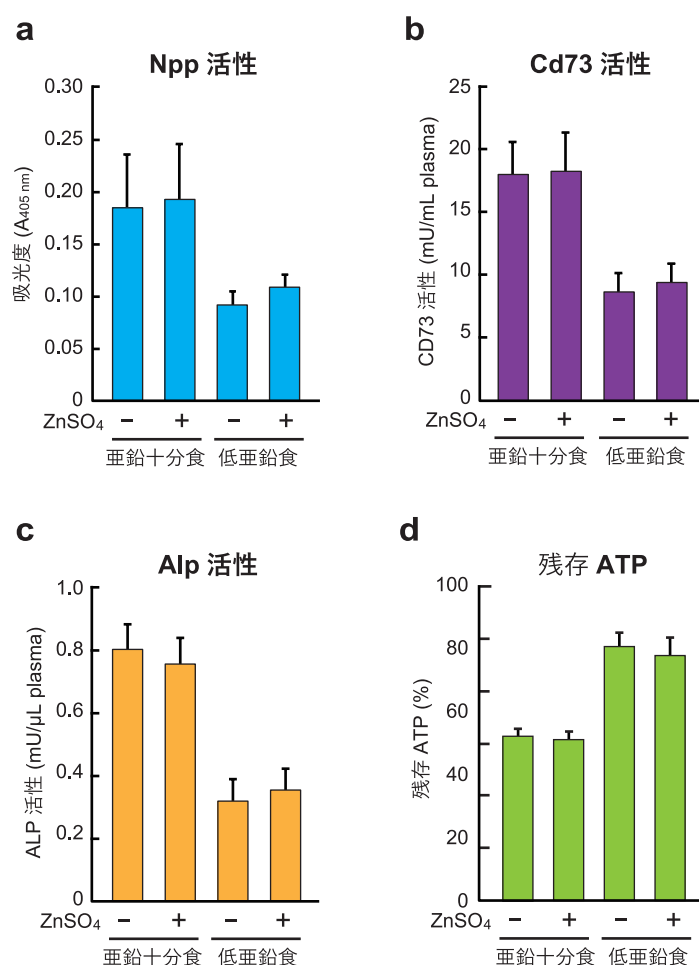 a
Npp 活性
吸光度 (A405 nm)
0.30
0.25
0.20
0.15
0.10
0.05
0
ZnSO4 − + − +
亜鉛十分食 低亜鉛食
b
Cd73 活性
CD73 活性 (mU/mL plasma)
25
20
15
10
5
0
ZnSO4 − + − +
亜鉛十分食 低亜鉛食
c
Alp 活性
ALP 活性 (mU/μL plasma)
1.0
0.8
0.6
0.4
0.2
0
ZnSO4 − + − +
亜鉛十分食 低亜鉛食
d
残存 ATP
残存 ATP (%)
100
80
60
40
20
0
ZnSO4 − + − +
亜鉛十分食 低亜鉛食